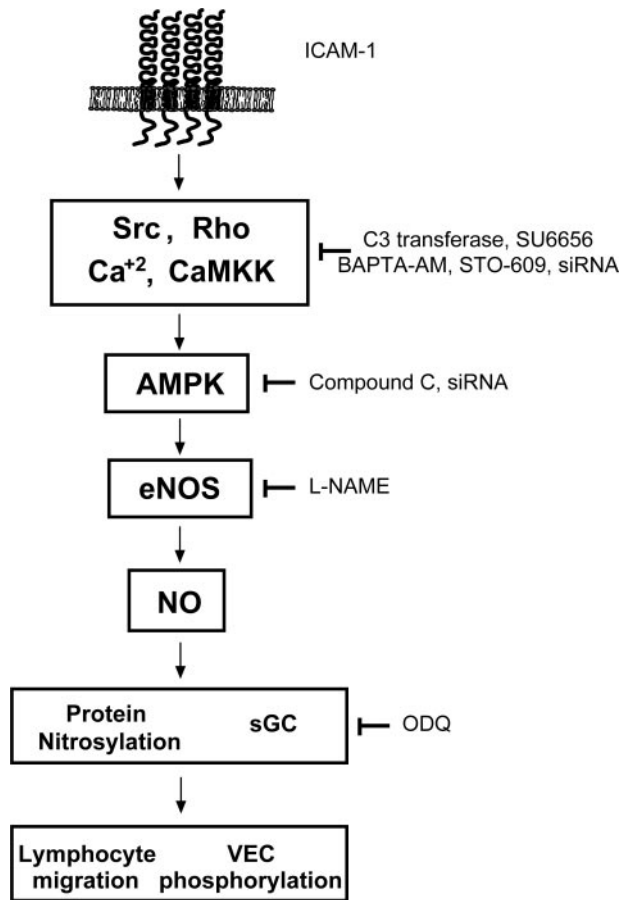 ICAM-1
Src, Rho
Ca+2, CaMKK
C3 transferase, SU6656
BAPTA-AM, STO-609, siRNA
AMPK
Compound C, siRNA
eNOS
L-NAME
NO
Protein
Nitrosylation
sGC
ODQ
Lymphocyte
migration
VEC
phosphorylation